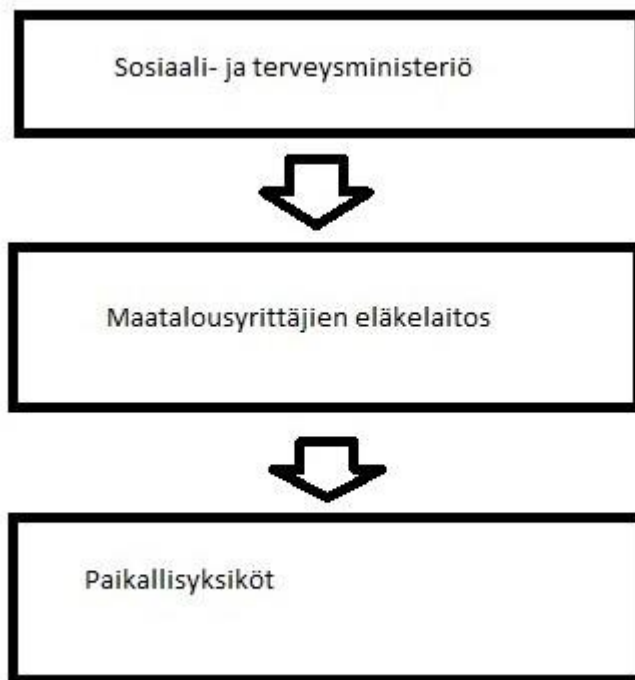 Sosiaali- ja terveysministeriö
Maatalousyrittäjien eläkelaitos
Paikallisyksiköt